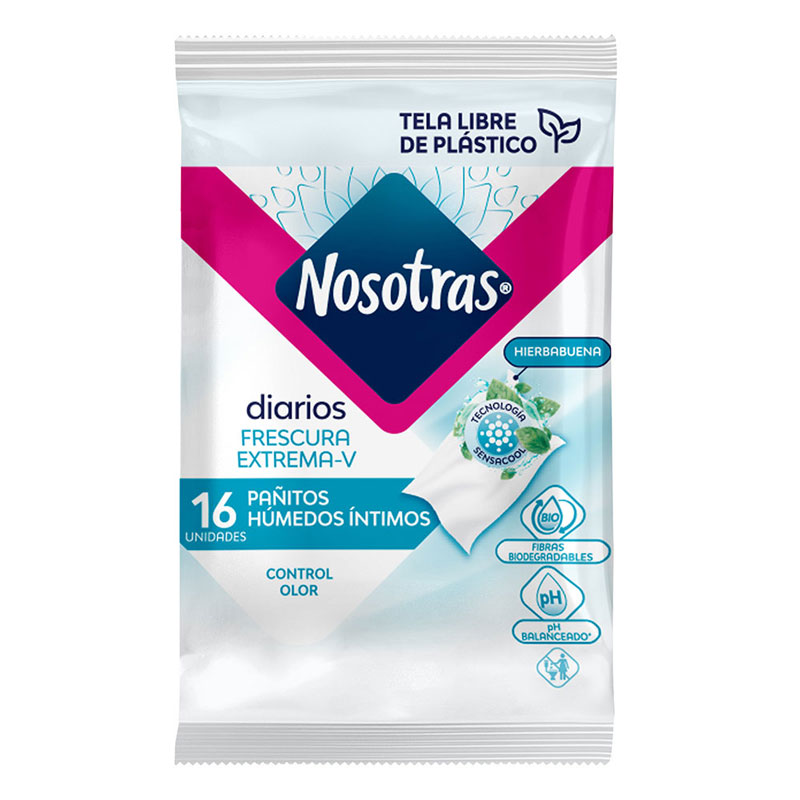 TELA LIBRE
DE PLÁSTICO
Nosotras®
HIERBABUENA
TECNOLOGÍA
SENSACOOL
diarios
FRESCURA
EXTREMA-V
16
UNIDADES
PAÑITOS
HÚMEDOS ÍNTIMOS
CONTROL
OLOR
BIO
FIBRAS
BIODEGRADABLES
pH
pH
BALANCEADO*